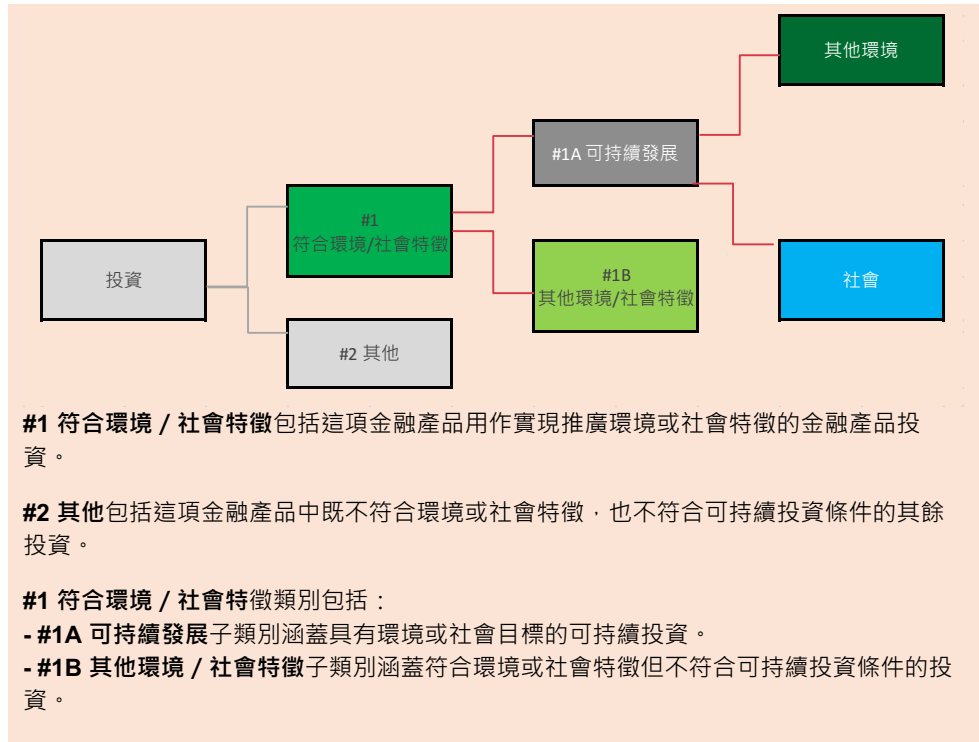 其他環境
#1A 可持續發展
#1
符合環境/社會特徵
投資
#1B
其他環境/社會特徵
社會
#2 其他
#1 符合環境 / 社會特徵包括這項金融產品用作實現推廣環境或社會特徵的金融產品投
資。
#2 其他包括這項金融產品中既不符合環境或社會特徵，也不符合可持續投資條件的其餘
投資。
#1 符合環境 / 社會特徵類別包括：
- #1A 可持續發展子類別涵蓋具有環境或社會目標的可持續投資。
- #1B 其他環境 / 社會特徵子類別涵蓋符合環境或社會特徵但不符合可持續投資條件的投
資。